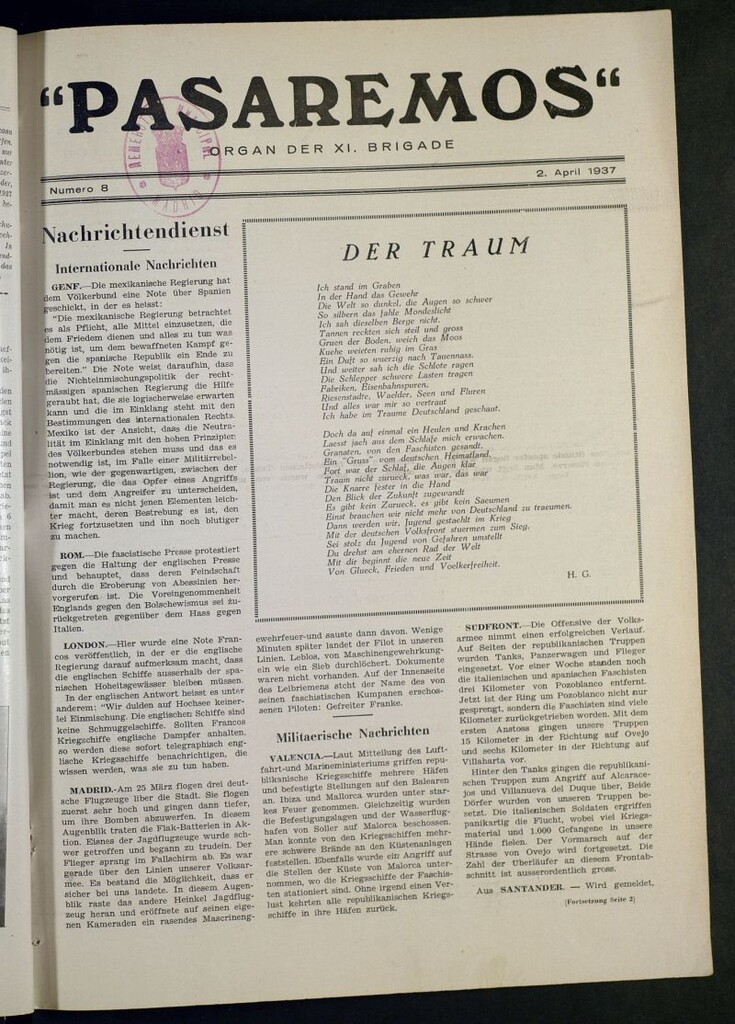 "PASAREMOS"
ORGAN DER XI. BRIGADE
Numero 8
2. April 1937
Nachrichtendienst
Internationale Nachrichten
GENF.—Die mexikanische Regierung hat
dem Völkerbund eine Note über Spanien
geschickt, in der es heisst:
"Die mexikanische Regierung betrachtet
es als Pflicht, alle Mittel einzusetzen, die
dem Friedem dienen und alles zu tun was
nötig ist, um dem bewaffneten Kampf ge-
gen die spanische Republik ein Ende zu
bereiten." Die Note weist daraufhin, dass
die Nichteinmischungspolitik der recht-
mässigen spanischen Regierung die Hilfe
geraubt hat, die sie logischerweise erwarten
kann und die im Einklang steht mit den
Bestimmungen des internationalen Rechts.
Mexiko ist der Ansicht, dass die Neutra-
lität im Einklang mit den hohen Prinzipien
des Völkerbundes stehen muss und das es
notwendig ist, im Falle einer Militärrebel-
lion, wie der gegenwartigen, zwischen der
Regierung, die das Opfer eines Angriffs
ist und dem Angreifer zu unterscheiden,
damit man es nicht jenen Elementen leich-
ter macht, deren Bestreben es ist, den
Krieg fortzusetzen und ihn noch blutiger
zu machen.
ROM.—Die fascistische Presse protestiert
gegen die Haltung der englischen Presse
und behauptet, dass deren Feindschaft
durch die Eroberung von Abessinien her-
vorgerufen ist. Die Voreingenommenheit
Englands gegen den Bolschewismus sei zu-
rückgetreten gegenüber dem Hass gegen
Italien.
LONDON.—Hier wurde eine Note Fran-
cos veröffentlich, in der er die englische
Regierung darauf aufmerksam macht, dass
die englischen Schiffe ausserhalb der spa-
nischen Hoheitsgewässer bleiben müssen.
In der englischen Antwort heisst es unter
anderem: "Wir dulden auf Hochsee keiner-
lei Einmischung. Die englischen Schiffe sind
keine Schmuggelschiffe. Sollten Francos
Kriegschiffe englische Dampfer anhalten,
so werden diese sofort telegraphisch eng-
lische Kriegsschiffe benachrichtigen, die
wissen werden, was sie zu tun haben.
MADRID.-Am 25 März flogen drei deut-
sche Flugzeuge liber die Stadt. Sie flogen
zuerst sehr hoch und gingen dann tiefer,
um ihre Bomben abzuwerfen. In diesem
Augenblik traten die Flak-Batterien in Ak-
tion. Eisnes der Jagdflugzeuge wurde sch-
wer getroffen und begann zu trudein. Der
Flieger sprang im Fallschirm ab. Es war
gerade über den Linien unserer Volksar-
mee. Es bestand die Möglichkeit, dass er
sicher bei uns landete. In diesem Augen-
blik raste das andere Heinkel Jagdflug-
zeug heran und eröfnete auf seinen eige-
nen Kameraden ein rasendes Mascrineng-
DER TRAUM
Ich stand im Graben
In der Hand das Gewehr
Die Welt so dunkel, die Augen so schwer
So silbern das fahle Mondeslicht
Ich sah dieselben Berge nicht.
Tannen reckten sich steil und gross
Gruen der Boden, weich das Moos
Kuehe weieten ruhig im Gras
Ein Duft so wuerzig nach Tauennass.
Und weiter sah ich die Schlote ragen
Die Schlepper schwere Lasten tragen
Fabriken, Eisenbahnspuren,
Riesenstadte, Waelder, Seen und Fluren
Und alles war mir so vertraut
Ich habe im Traume Deutschland geschaut.
Doch da auf einmal ein Heulen und Krachen
Laesst jach aus dem Schlafe mich erwachen.
Granaten, von den Faschisten gesandt.
Ein "Gruss" vom deutschen Heimatland.
Fort war der Schlaf, die Augen klar
Traum nicht zurueck, was war, das war
Die Knarre fester in die Hand
Den Blick der Zukunft zugewandt
Es gibt kein Zurueck, es gibt kein Saeumen
Einst brauchen wir nicht mehr von Deutschland zu traeumen.
Dann werden wir, Jugend gestaehlt im Krieg
Mit der deutschen Volksfront stuermen zum Sieg.
Sei stolz du Jugend von Gefahren umstellt
Du drehst am ehernen Rad der Welt
Mit dir beginnt die neue Zeit
Von Glueck, Frieden und Voelkerfreiheit.
H. G.
ewehrfeuer-und sauste dann davon. Wenige
Minuten später landet der Filot in unseren
Linien. Leblos, von Maschinengewehrkung-
eln wie ein Sieb durchlöchert. Dokumente
waren nicht vorhanden. Auf der Innenseite
des Leibriemens stcht der Name des von
seinen faschistischen Kumpanen erschos-
senen Piloten: Gefreiter Franke.
Militaerische Nachrichten
VALENCIA.—Laut Mitteilung des Luft-
fahrt-und Marineministeriums griffen repu-
blikanische Kriegsschiffe mehrere Häfen
und befestigte Stellungen auf den Balearen
an. Ibiza und Mallorca wurden unter star-
kes Feuer genommen. Gleichzeitig wurden
die Befestigungslagen und der Wasserflug-
hafen von Soller auf Malorca beschossen.
Man konnte von den Kriegsschiffen mehr-
ere schwere Brände an den Küstenanlagen
feststellen. Ebenfalls wurde ein Angriff auf
die Stellen der Küste von Malorca unter-
nommen, wo die Kriegschiffe der Faschis-
ten stationiert sind. Ohne irgend einen Ver-
lust kehrten alle republikanischen Kriegs-
schiffe in ihre Häfen zurück.
SUDFRONT.—Die Offensive der Volks-
armee nimmt einen erfolgreichen Verlauf.
Auf Seiten der republikanischen Truppen
wurden Tanks, Panzerwagen und Flieger
eingesetzt. Vor einer Woche standen noch
die italienischen und spanischen Faschisten
drei Kilometer von Pozoblanco entfernt.
Jetzt ist der Ring um Pozoblanco nicht nur
gesprengt, sondern die Faschisten sind viele
Kilometer zurückgetrieben worden. Mit dem
ersten Anstoss gingen unsere Truppen
15 Kilometer in der Richtung auf Ovejo
und sechs Kilometer in der Richtung auf
Villaharta vor.
Hinter den Tanks gingen die republikani-
schen Truppen zum Angriff auf Alcarace-
jos und Villanueva del Duque über, Beide
Dörfer wurden von unseren Truppen be-
setzt. Die italienischen Soldaten ergriffen
panikartig die Flucht, wobei viel Kriegs-
material und 1.000 Gefangene in unsere
Hände fielen. Der Vormarsch auf der
Strasse von Ovejo wird fortgesetzt. Die
Zahl der Überläufer an diesem Frontab-
schnitt ist ausserordentlich gross.
Aus SANTANDER. — Wird gemeldet,
(Fortsetzung Seite 2)